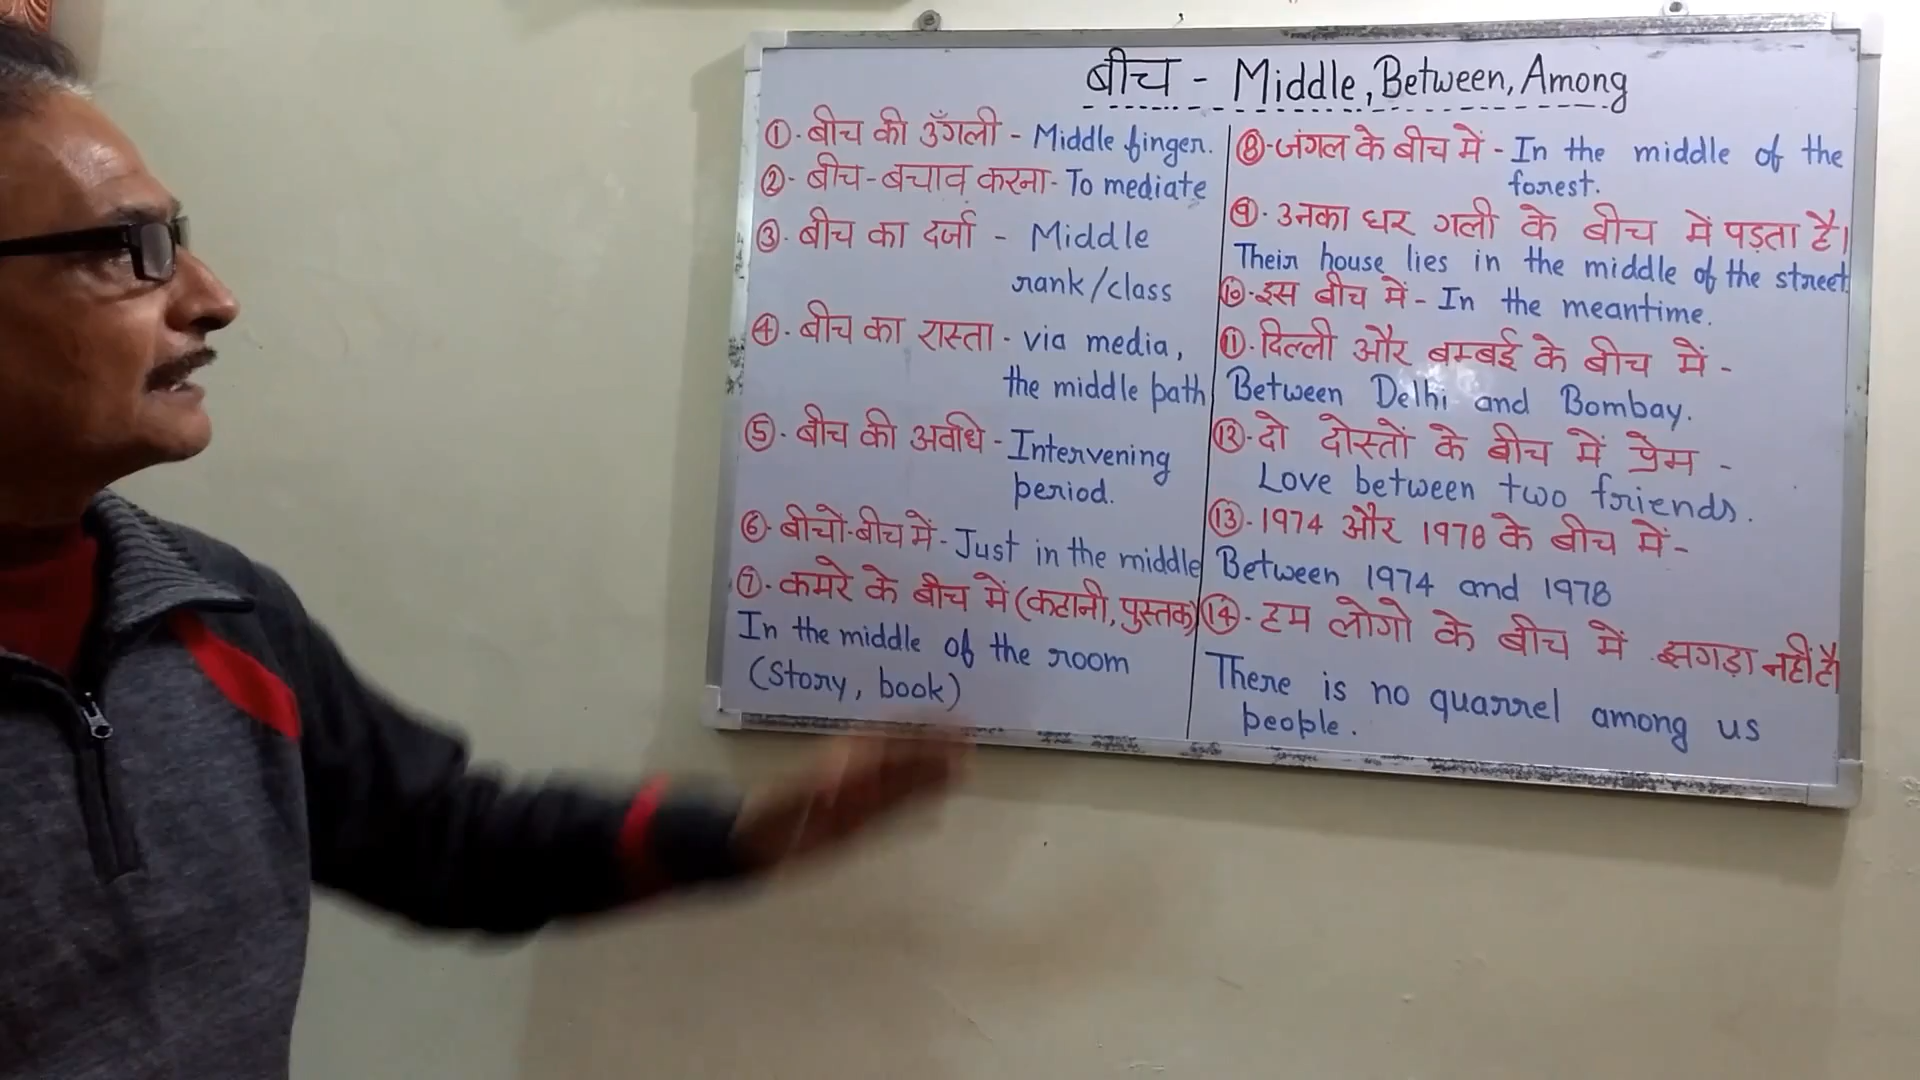 बीच - Middle, Between, Among
①. बीच की उँगली - Middle finger.
②- बीच-बचाव करना- To mediate
③. बीच का दर्जा - Middle
rank/class
④. बीच का रास्ता - via media,
the middle path
⑤. बीच की अवधि - Intervening
period.
⑥. बीचों-बीच में - Just in the middle
⑦. कमरे के बीच में (कहानी, पुस्तक)
In the middle of the room
(Story, book)
⑧-जंगल के बीच में - In the middle of the
forest.
⑨. उनका घर गली के बीच में पड़ता है।
Their house lies in the middle of the street.
⑩. इस बीच में - In the meantime.
⑪. दिल्ली और बम्बई के बीच में -
Between Delhi and Bombay.
⑫. दो दोस्तों के बीच में प्रेम -
Love between two friends.
⑬. 1974 और 1978 के बीच में -
Between 1974 and 1978
⑭. हम लोगो के बीच में झगड़ा नहीं है।
There is no quarrel among us
people.